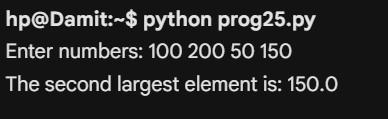 hp@Damit:~$ python prog25.py
Enter numbers: 100 200 50 150
The second largest element is: 150.0